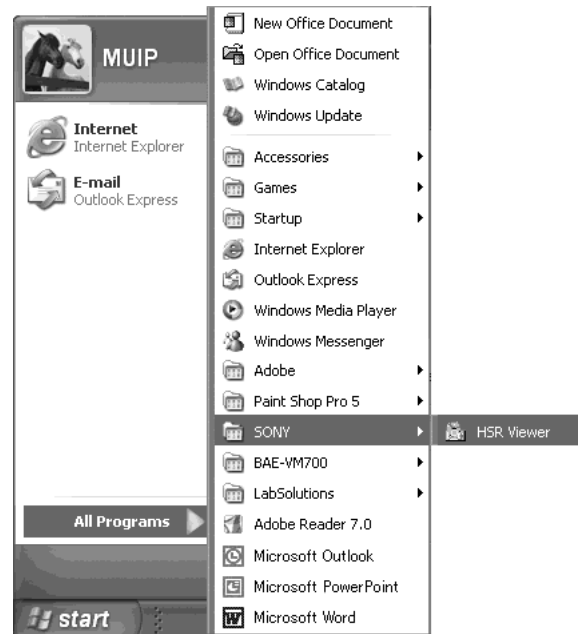 MUIP
Internet
Internet Explorer
E-mail
Outlook Express
All Programs
start
New Office Document
Open Office Document
Windows Catalog
Windows Update
Accessories
Games
Startup
Internet Explorer
Outlook Express
Windows Media Player
Windows Messenger
Adobe
Paint Shop Pro 5
SONY
HSR Viewer
BAE-VM700
LabSolutions
Adobe Reader 7.0
Microsoft Outlook
Microsoft PowerPoint
Microsoft Word